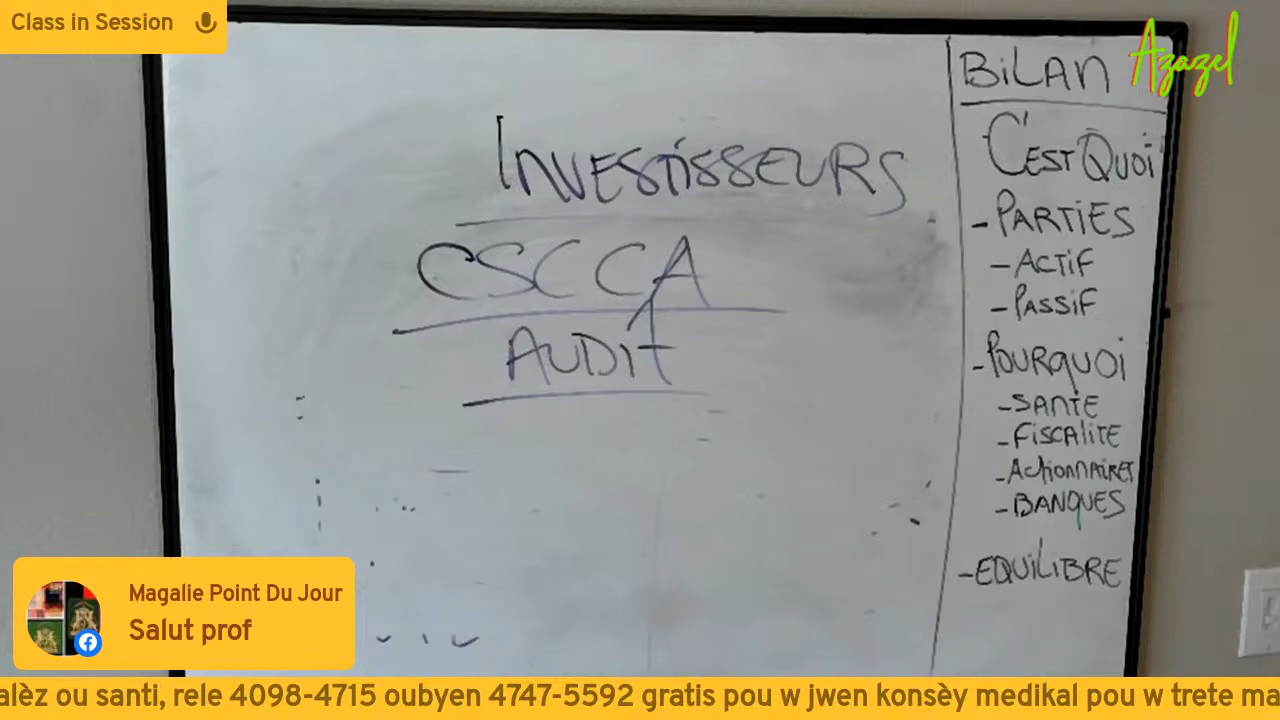 Class in Session
Azazel
INVESTISSEURS
CSCCA
AUDIT
BILAN
C'EST QUOI
- PARTIES
- ACTIF
- PASSIF
- POURQUOI
- SANTE
- FISCALITE
- Actionnaires
- BANQUES
- EQUILIBRE
Magalie Point Du Jour
Salut prof
alèz ou santi, rele 4098-4715 oubyen 4747-5592 gratis pou w jwen konsèy medikal pou w trete ma